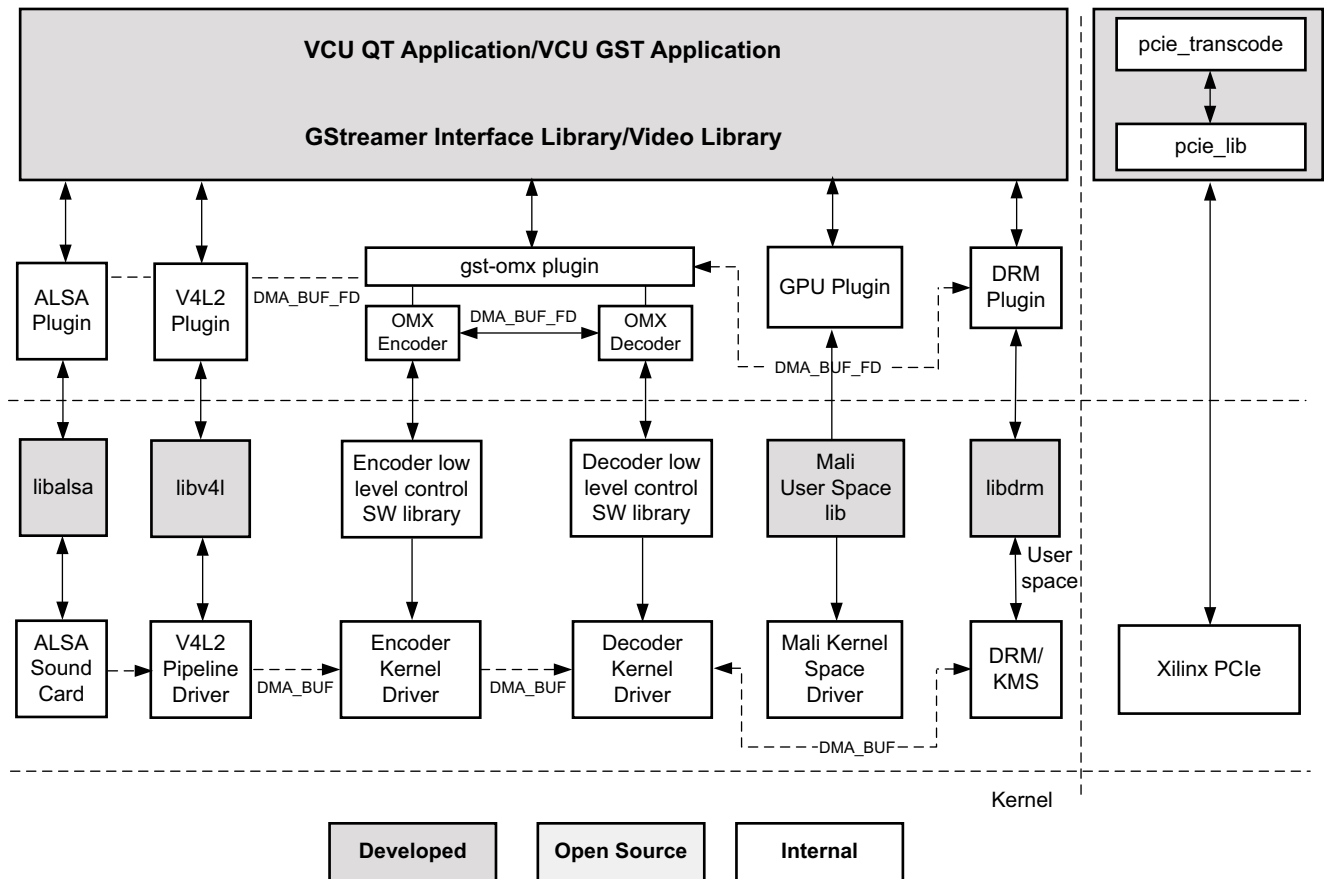 VCU QT Application/VCU GST Application
GStreamer Interface Library/Video Library
pcie_transcode
pcie_lib
ALSA
Plugin
V4L2
Plugin
DMA_BUF_FD
gst-omx plugin
OMX
Encoder
DMA_BUF_FD
OMX
Decoder
GPU Plugin
DRM
Plugin
DMA_BUF_FD
libalsa
libv4l
Encoder low
level control
SW library
Decoder low
level control
SW library
Mali
User Space
lib
libdrm
User
space
ALSA
Sound
Card
V4L2
Pipeline
Driver
DMA_BUF
Encoder
Kernel
Driver
DMA_BUF
Decoder
Kernel
Driver
Mali Kernel
Space
Driver
DRM/
KMS
DMA_BUF
Xilinx PCIe
Kernel
Developed
Open Source
Internal